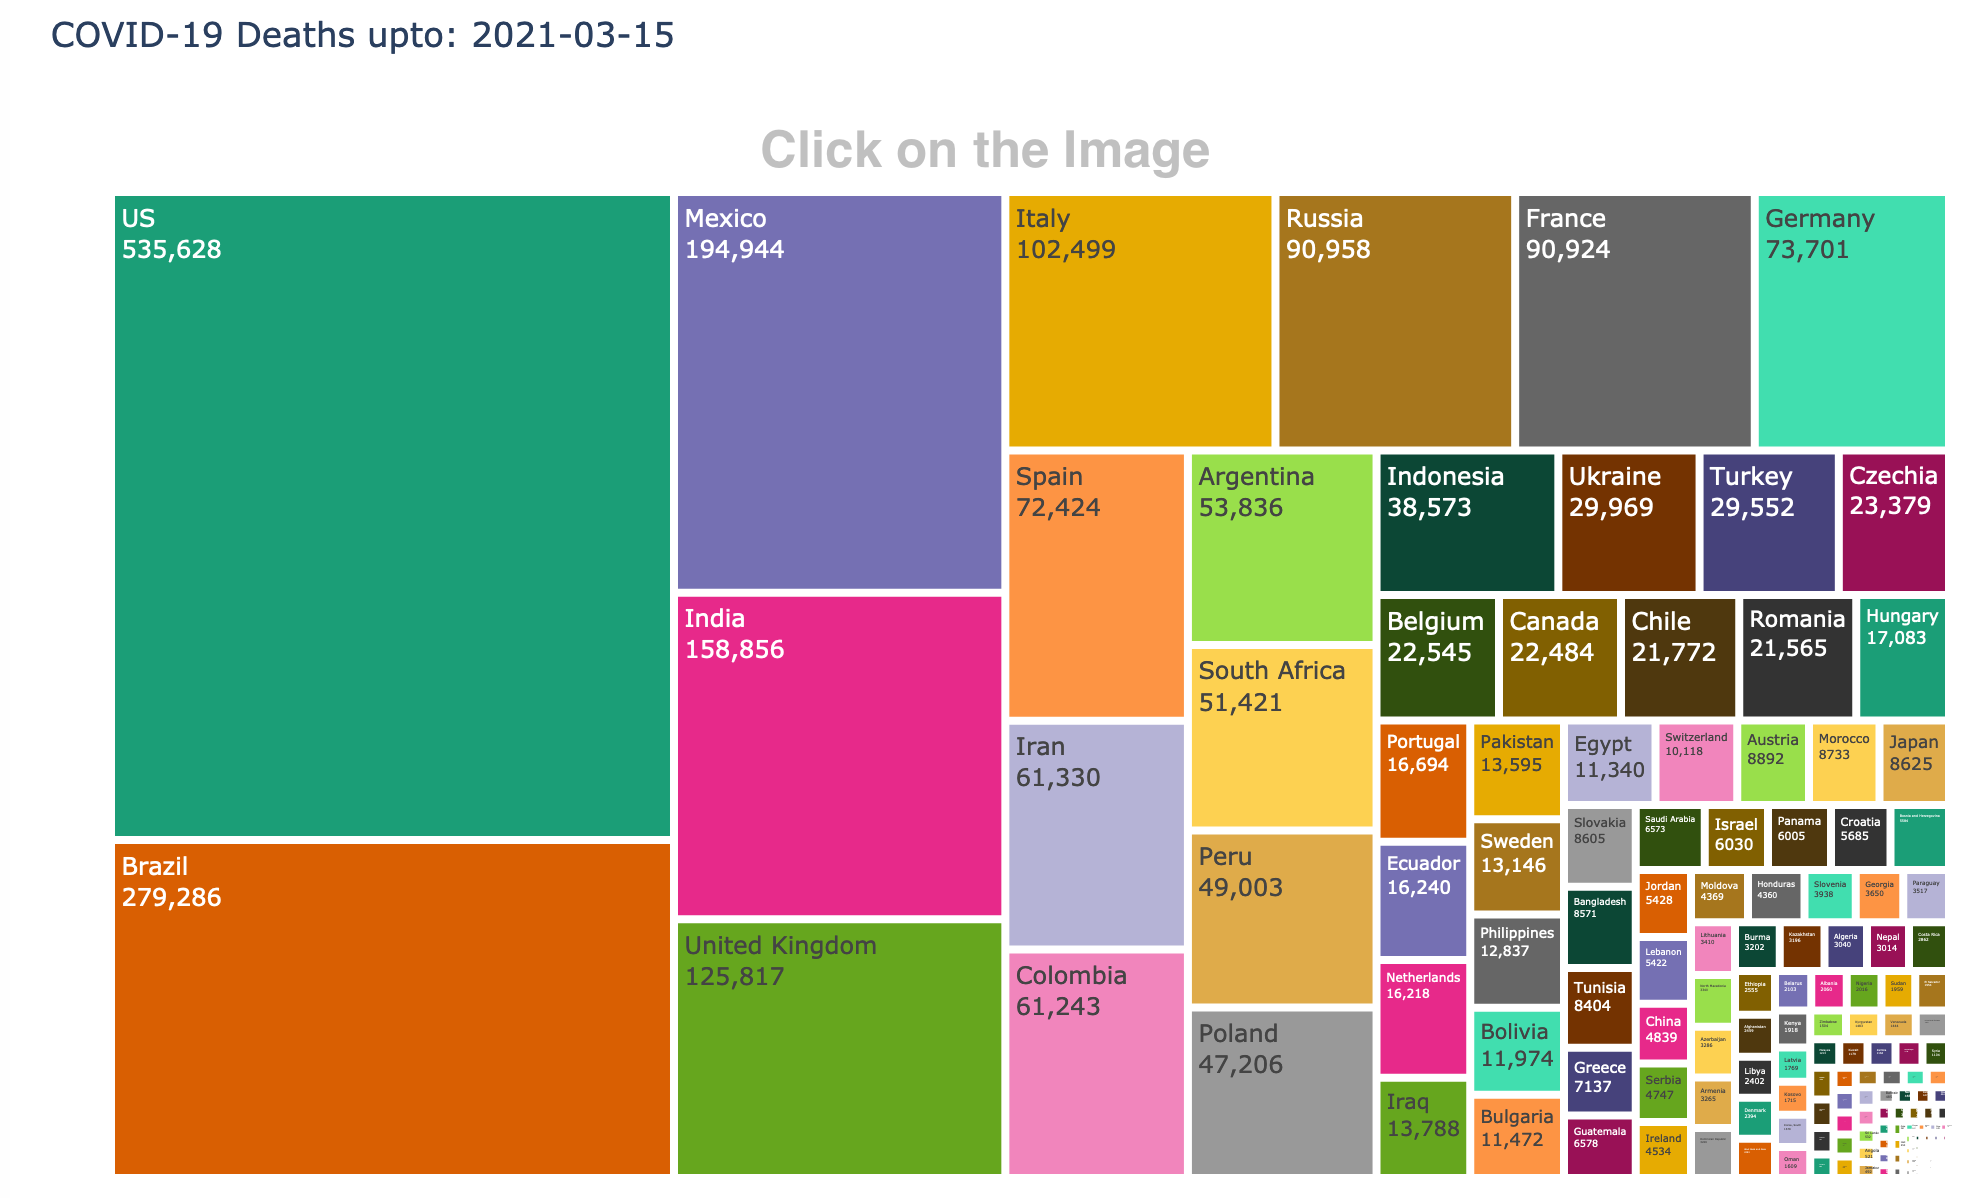 COVID-19 Deaths upto: 2021-03-15
Click on the Image
US
535,628
Brazil
279,286
Mexico
194,944
India
158,856
United Kingdom
125,817
Italy
102,499
Russia
90,958
France
90,924
Germany
73,701
Spain
72,424
Iran
61,330
Colombia
61,243
Argentina
53,836
South Africa
51,421
Peru
49,003
Poland
47,206
Indonesia
38,573
Ukraine
29,969
Turkey
29,552
Czechia
23,379
Belgium
22,545
Canada
22,484
Chile
21,772
Romania
21,565
Hungary
17,083
Portugal
16,694
Ecuador
16,240
Netherlands
16,218
Iraq
13,788
Pakistan
13,595
Sweden
13,146
Philippines
12,837
Bolivia
11,974
Bulgaria
11,472
Egypt
11,340
Switzerland
10,118
Austria
8892
Morocco
8733
Japan
8625
Slovakia
8605
Bangladesh
8571
Tunisia
8404
Greece
7137
Guatemala
6578
Saudi Arabia
6573
Israel
6030
Panama
6005
Croatia
5685
Bosnia and Herzegovina
Jordan
5428
Lebanon
5422
China
4839
Serbia
4747
Ireland
4534
Moldova
4369
Honduras
4360
Slovenia
3938
Georgia
3650
Paraguay
3517
Lithuania
3410
North Macedonia
Azerbaijan
3286
Armenia
3265
Burma
3202
Kazakhstan
3196
Algeria
3040
Nepal
3014
Costa Rica
2892
Ethiopia
2555
Afghanistan
Libya
2402
Denmark
2394
Belarus
2103
Albania
2060
Nigeria
Sudan
1959
Kenya
1918
Latvia
1769
Kosovo
1715
Oman
1609
Zimbabwe
Kyrgyzstan
Venezuela
Kuwait
Syria
Angola